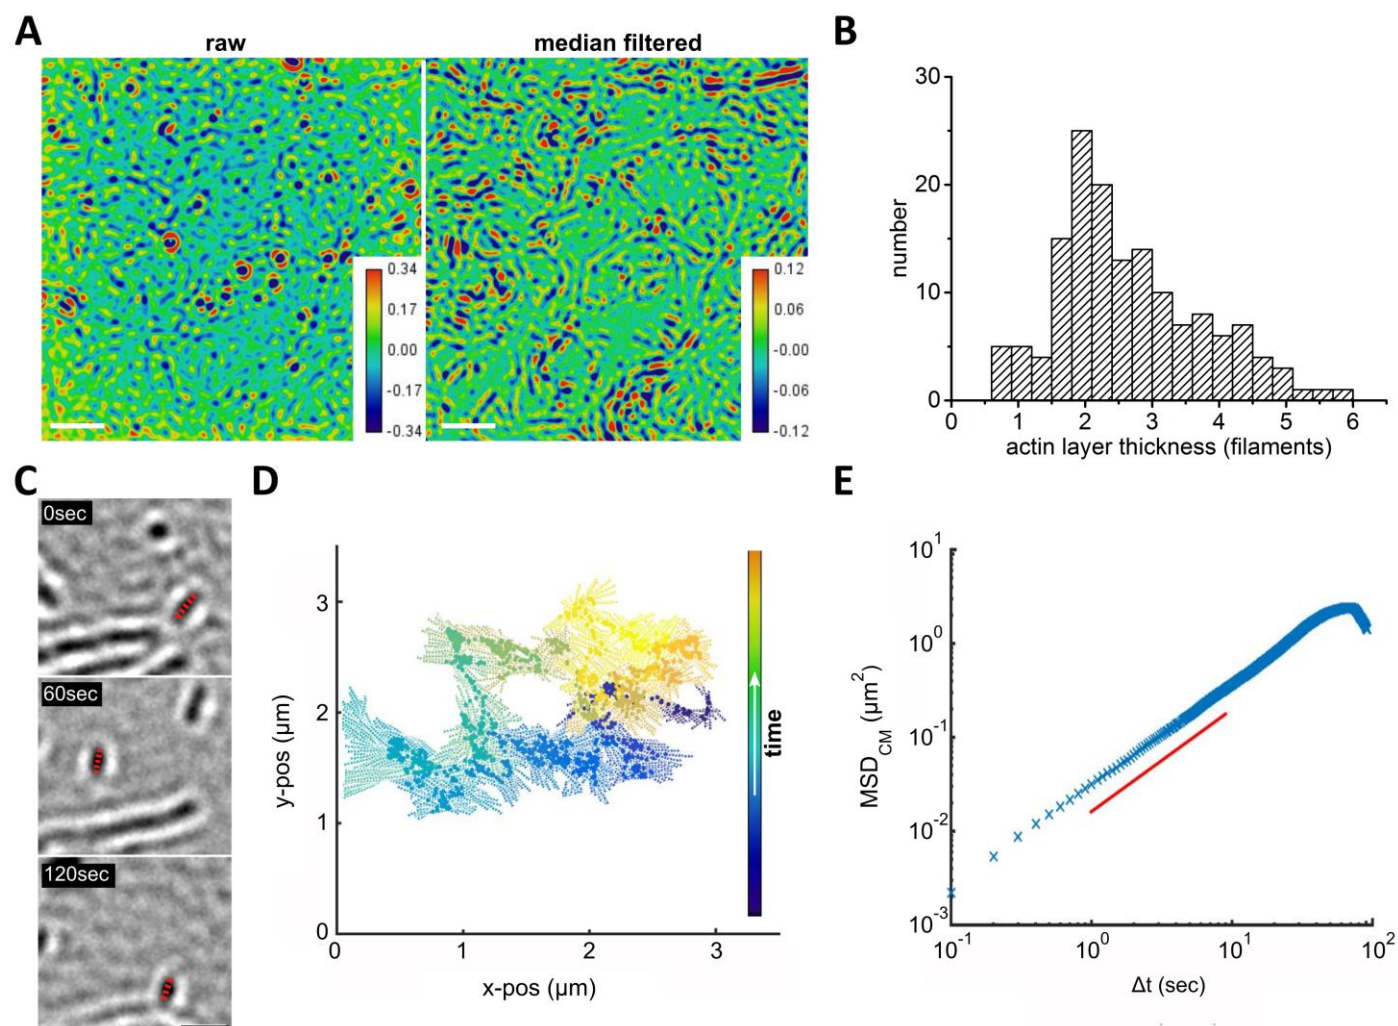 A
raw
median filtered
0.34
0.17
0.00
-0.17
-0.34
0.12
0.06
-0.00
-0.06
-0.12
B
30
20
10
0
number
0 1 2 3 4 5 6
actin layer thickness (filaments)
C
0sec
60sec
120sec
D
3
2
1
0
y-pos (µm)
0 1 2 3
x-pos (µm)
time
E
10^1
10^0
10^-1
10^-2
10^-3
MSD_CM (µm^2)
10^-1 10^0 10^1 10^2
Δt (sec)